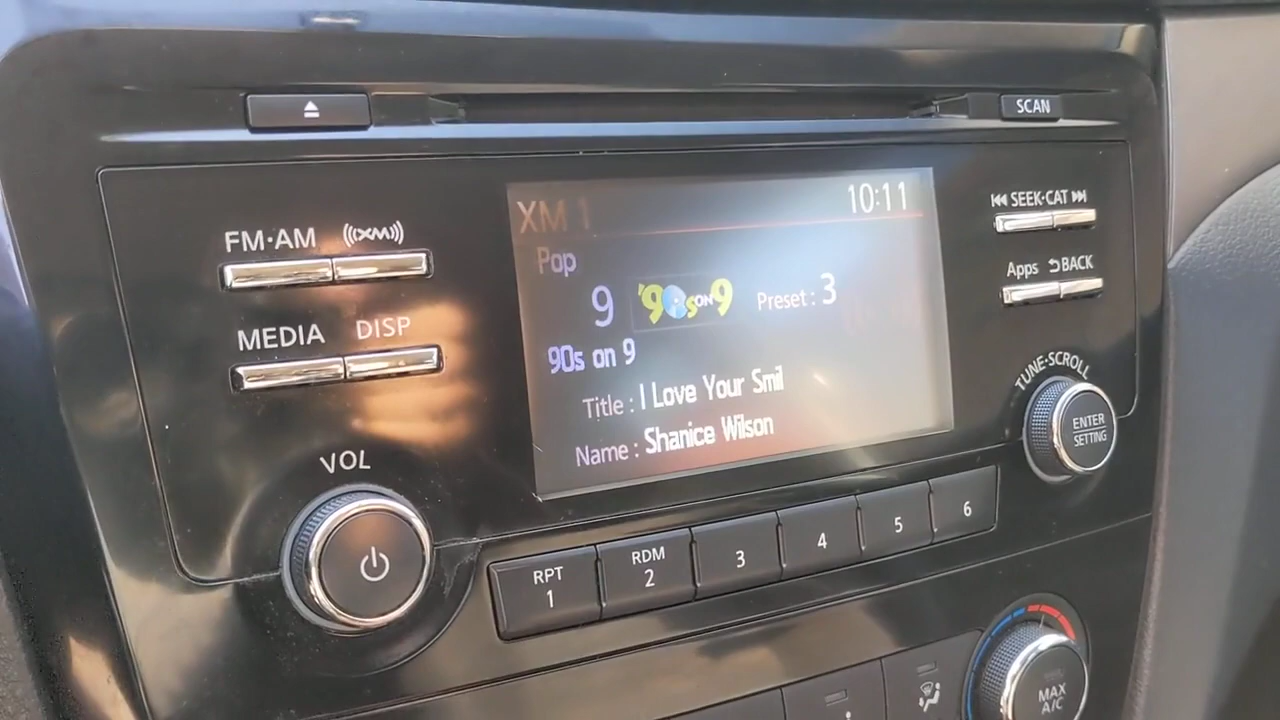 SCAN
FM·AM
((XM))
MEDIA
DISP
VOL
XM 1
10:11
Pop
9
'90s ON 9
Preset : 3
90s on 9
Title : I Love Your Smil
Name : Shanice Wilson
SEEK·CAT
Apps
BACK
TUNE·SCROLL
ENTER
SETTING
RPT
1
RDM
2
3
4
5
6
MAX
A/C